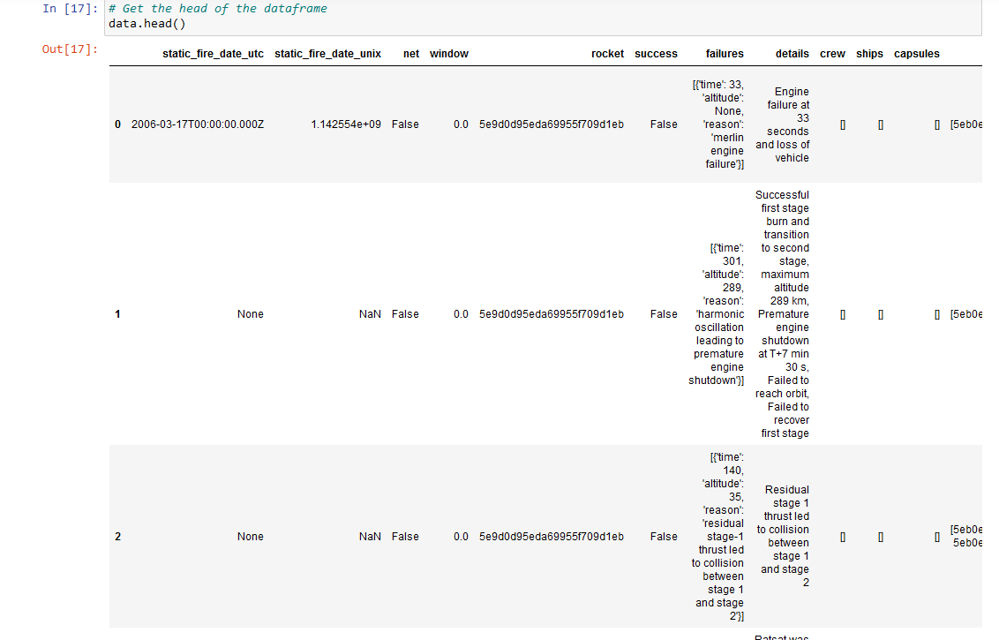 In [17]: # Get the head of the dataframe
data.head()
Out[17]:
static_fire_date_utc static_fire_date_unix net window rocket success failures details crew ships capsules
0 2006-03-17T00:00:00.000Z 1.142554e+09 False 0.0 5e9d0d95eda69955f709d1eb False [{'time': 33,
'altitude':
None,
'reason':
'merlin
engine
failure'}]
Engine
failure at
33
seconds
and loss of
vehicle
[] [] [] [5eb0e
1 None NaN False 0.0 5e9d0d95eda69955f709d1eb False [{'time':
301,
'altitude':
289,
'reason':
'harmonic
oscillation
leading to
premature
engine
shutdown'}]
Successful
first stage
burn and
transition
to second
stage,
maximum
altitude
289 km,
Premature
engine
shutdown
at T+7 min
30 s,
Failed to
reach orbit,
Failed to
recover
first stage
[] [] [] [5eb0e
2 None NaN False 0.0 5e9d0d95eda69955f709d1eb False [{'time':
140,
'altitude':
35,
'reason':
'residual
stage-1
thrust led
to collision
between
stage 1
and stage
2'}]
Residual
stage 1
thrust led
to collision
between
stage 1
and stage
2
[] [] [] [5eb0e
5eb0e
Ratsat was